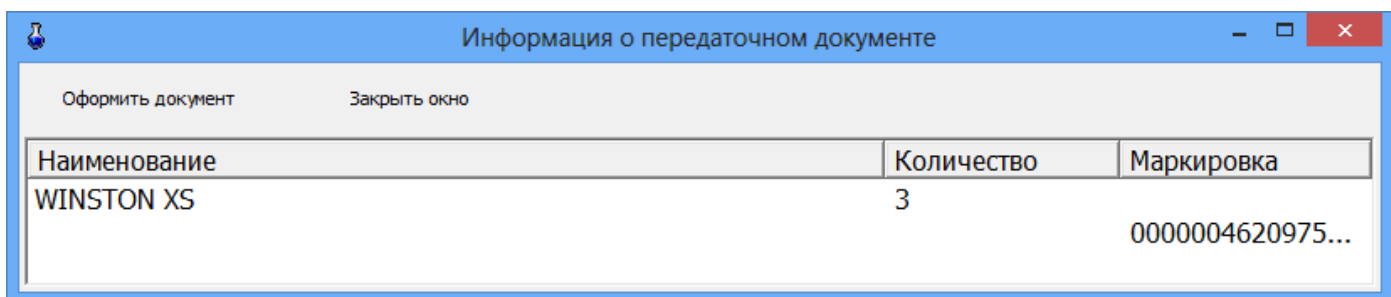 Информация о передаточном документе
Оформить документ Закрыть окно
Наименование Количество Маркировка
WINSTON XS 3
0000004620975...